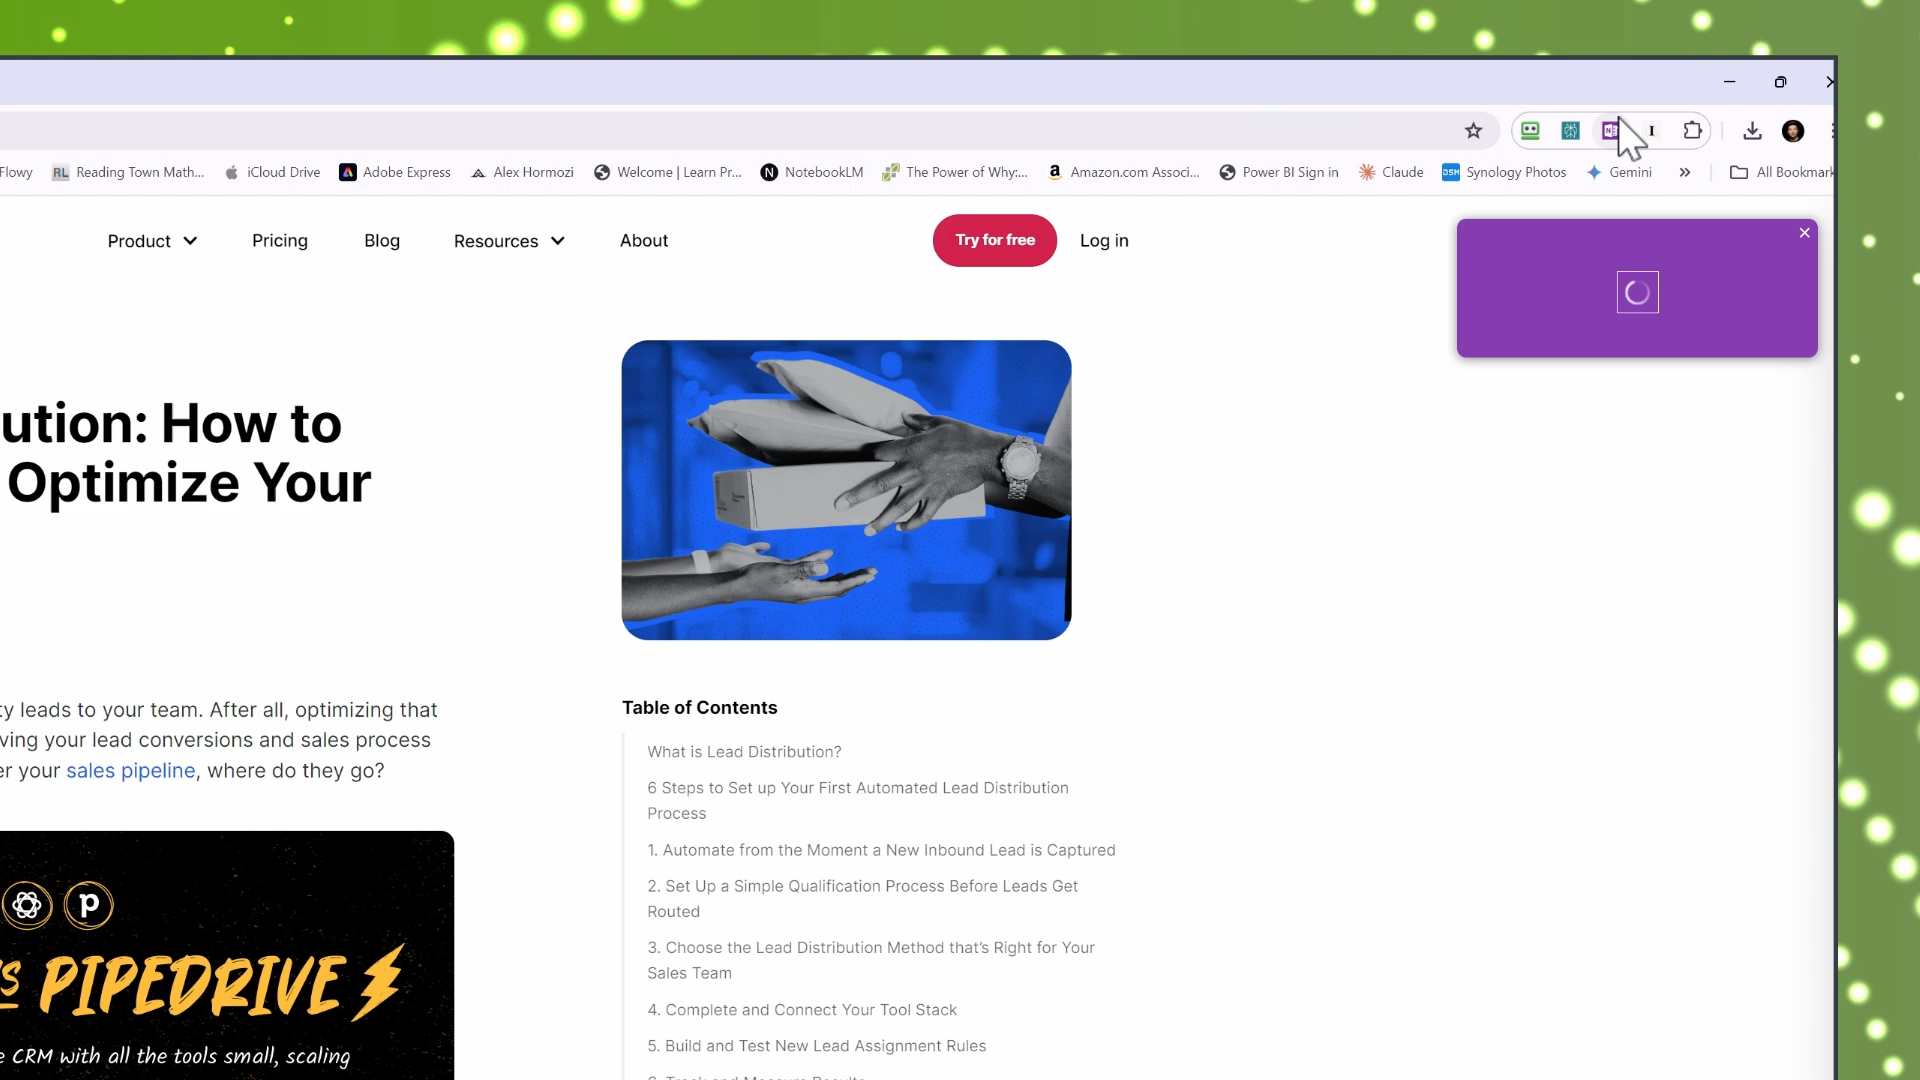 Flowy
RL Reading Town Math...
iCloud Drive
Adobe Express
Alex Hormozi
Welcome | Learn Pr...
NotebookLM
The Power of Why:...
a Amazon.com Associ...
Power BI Sign in
Claude
DSM Synology Photos
Gemini
»
All Bookmark
Product
Pricing
Blog
Resources
About
Try for free
Log in
ution: How to
Optimize Your
ty leads to your team. After all, optimizing that
ving your lead conversions and sales process
er your sales pipeline, where do they go?
p
s PIPEDRIVE
e CRM with all the tools small, scaling
Table of Contents
What is Lead Distribution?
6 Steps to Set up Your First Automated Lead Distribution
Process
1. Automate from the Moment a New Inbound Lead is Captured
2. Set Up a Simple Qualification Process Before Leads Get
Routed
3. Choose the Lead Distribution Method that's Right for Your
Sales Team
4. Complete and Connect Your Tool Stack
5. Build and Test New Lead Assignment Rules